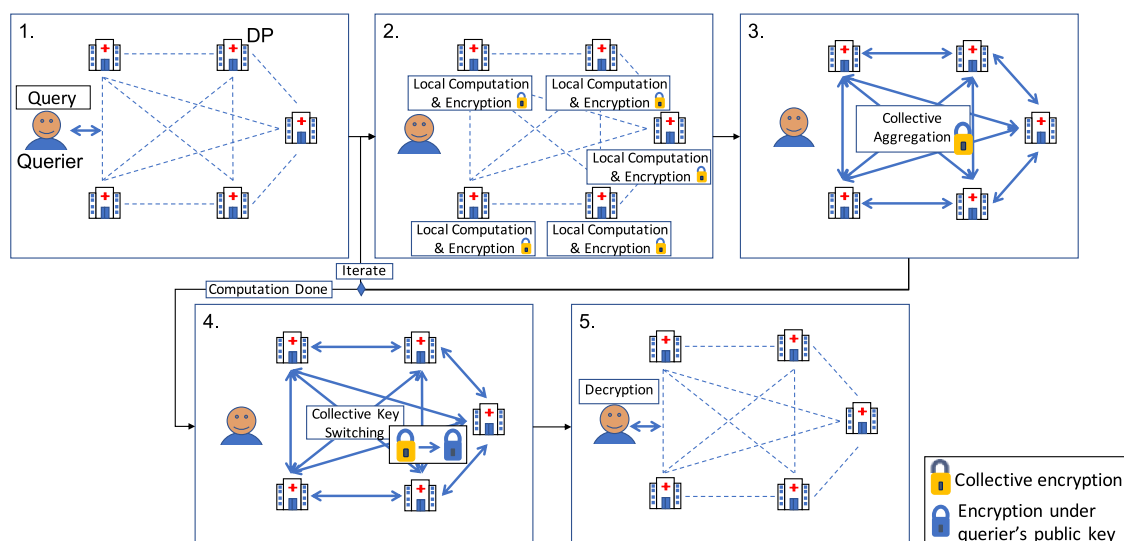 1.
DP
Query
Querier
2.
Local Computation
& Encryption
Local Computation
& Encryption
Local Computation
& Encryption
Local Computation
& Encryption
Local Computation
& Encryption
3.
Collective
Aggregation
Iterate
Computation Done
4.
Collective Key
Switching
5.
Decryption
Collective encryption
Encryption under
querier's public key